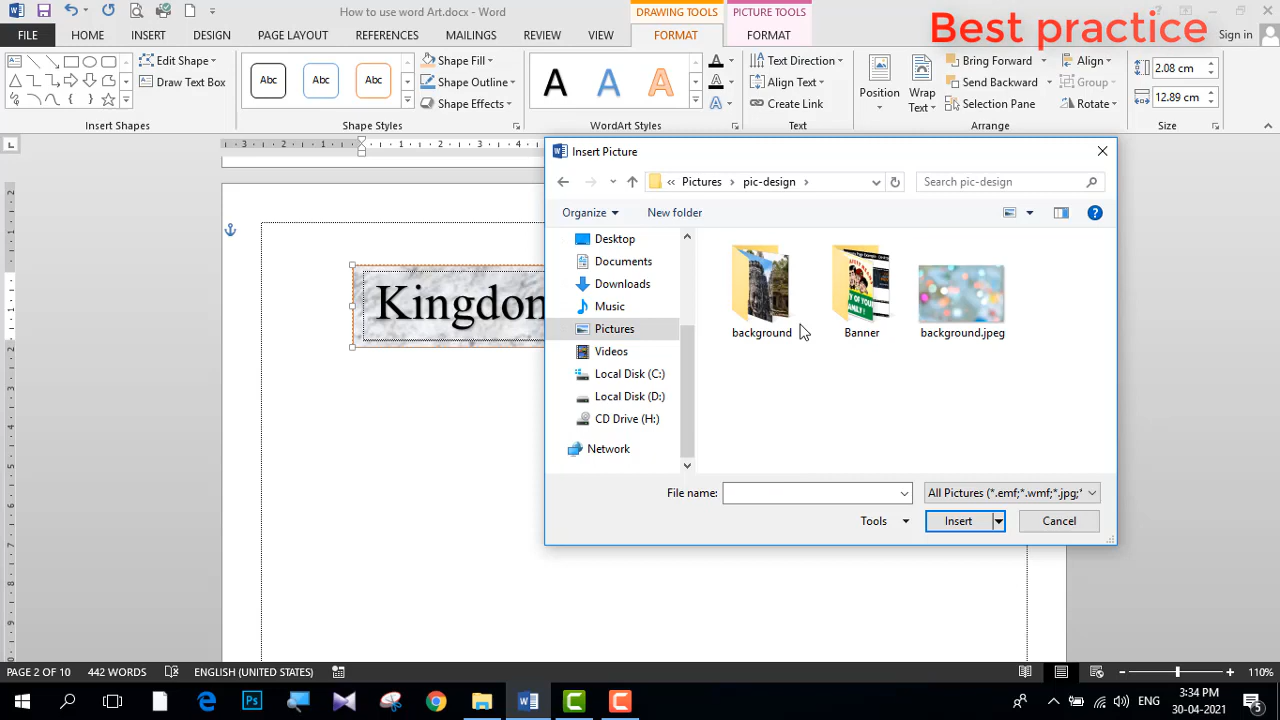 How to use word Art.docx - Word
DRAWING TOOLS
PICTURE TOOLS
Best practice
FILE
HOME
INSERT
DESIGN
PAGE LAYOUT
REFERENCES
MAILINGS
REVIEW
VIEW
FORMAT
FORMAT
Sign in
Edit Shape
Draw Text Box
Insert Shapes
Abc
Abc
Abc
Shape Fill
Shape Outline
Shape Effects
Shape Styles
A
A
A
WordArt Styles
Text Direction
Align Text
Create Link
Text
Position
Wrap
Text
Bring Forward
Send Backward
Selection Pane
Align
Group
Rotate
Arrange
2.08 cm
12.89 cm
Size
Kingdon
Insert Picture
« Pictures › pic-design ›
Search pic-design
Organize
New folder
Desktop
Documents
Downloads
Music
Pictures
Videos
Local Disk (C:)
Local Disk (D:)
CD Drive (H:)
Network
background
Banner
background.jpeg
File name:
All Pictures (*.emf;*.wmf;*.jpg;*
Tools
Insert
Cancel
PAGE 2 OF 10
442 WORDS
ENGLISH (UNITED STATES)
110%
ENG
3:34 PM
30-04-2021